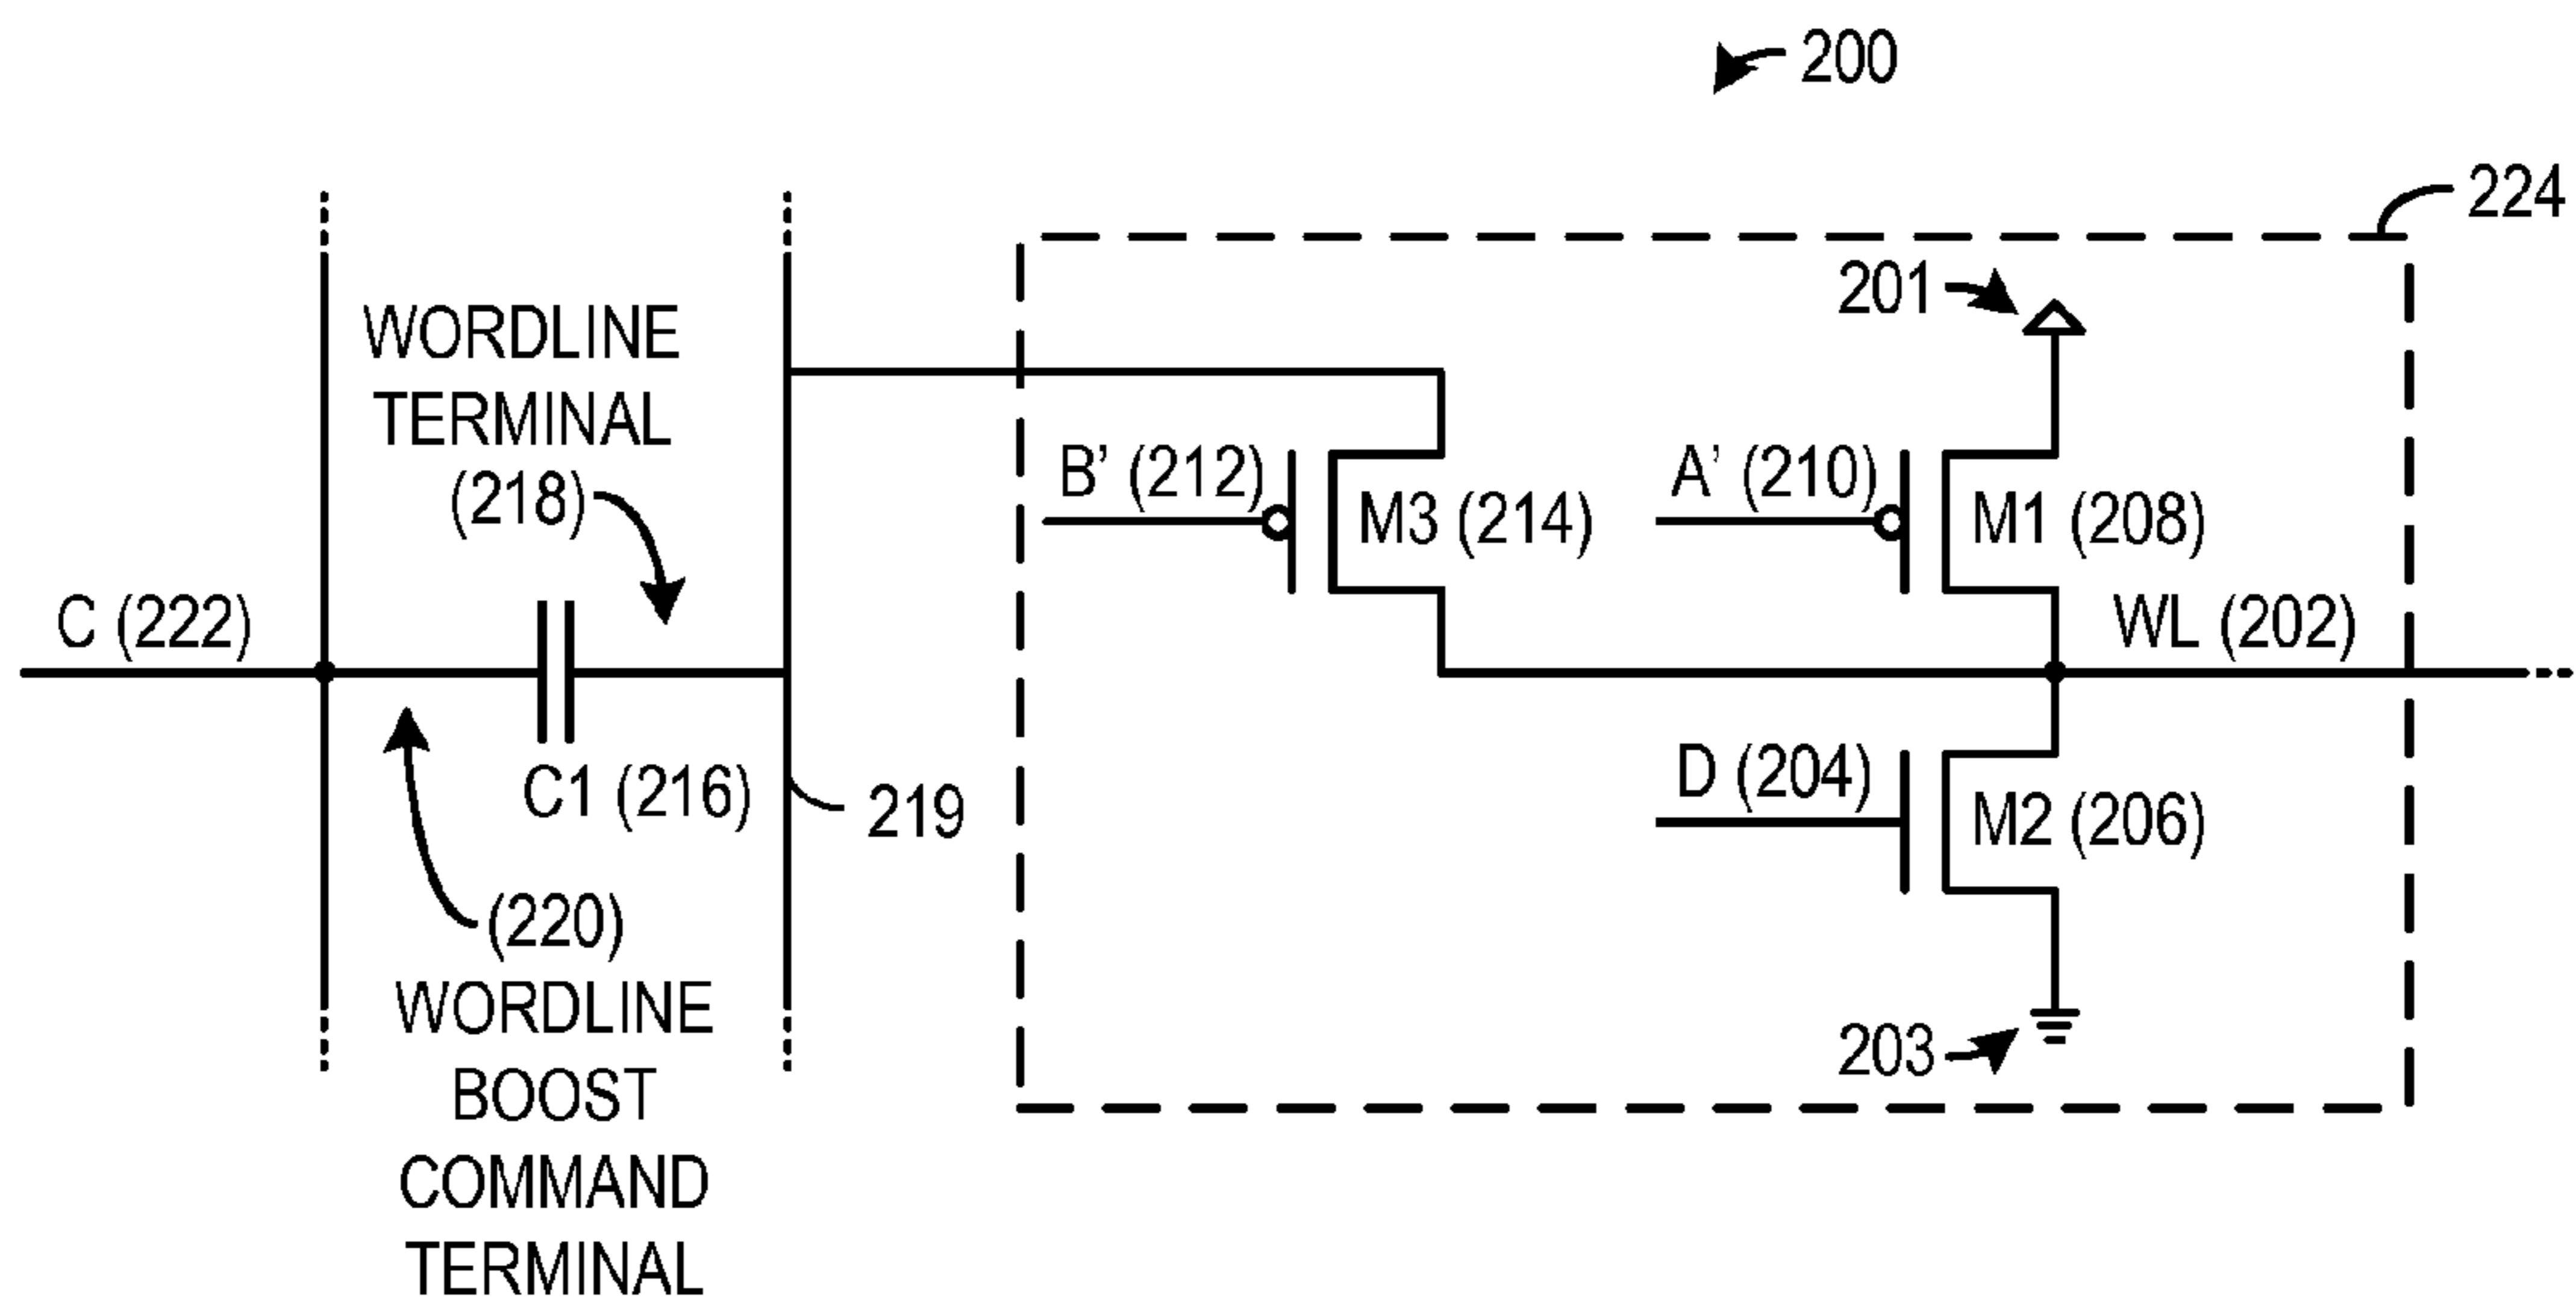 200
224
201
WORDLINE
TERMINAL
(218)
B’ (212)
A’ (210)
M3 (214)
M1 (208)
C (222)
WL (202)
D (204)
C1 (216)
219
M2 (206)
(220)
WORDLINE
BOOST
COMMAND
TERMINAL
203